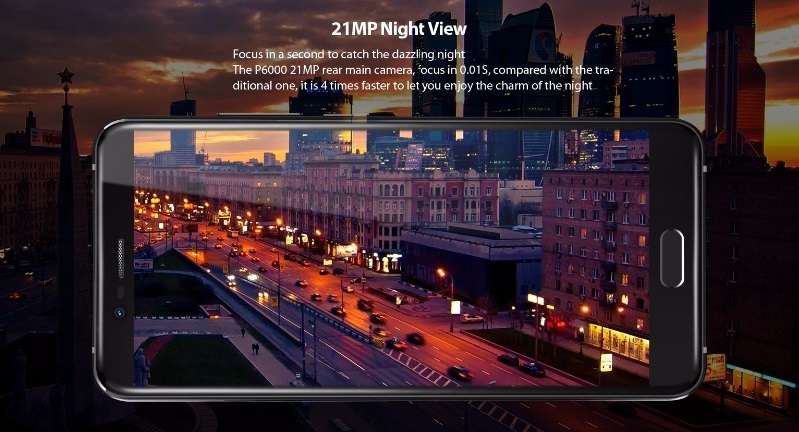 21MP Night View
Focus in a second to catch the dazzling night
The P6000 21MP rear main camera, focus in 0.01S, compared with the tra-
ditional one, it is 4 times faster to let you enjoy the charm of the night